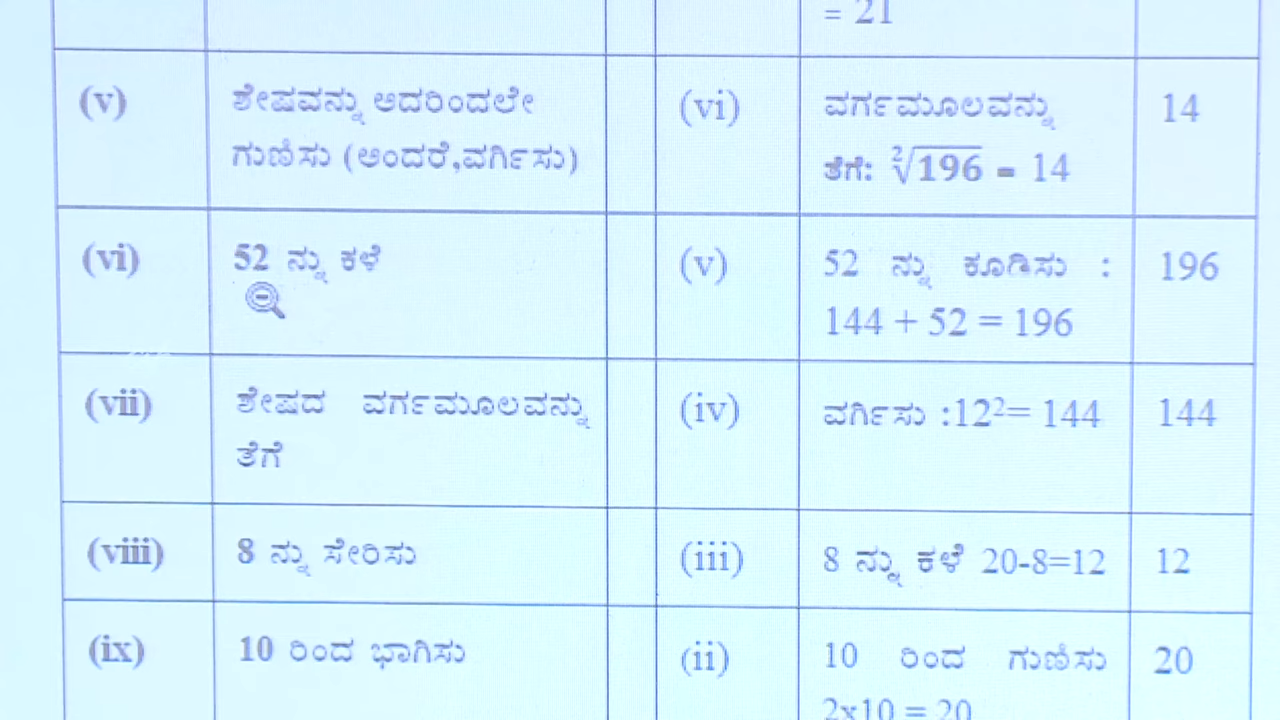 = 21
(v) ಶೇಷವನ್ನು ಅದರಿಂದಲೇ (vi) ವರ್ಗಮೂಲವನ್ನು 14
ಗುಣಿಸು (ಅಂದರೆ,ವರ್ಗಿಸು) ತೆಗೆ: ²√196 = 14
(vi) 52 ನ್ನು ಕಳೆ (v) 52 ನ್ನು ಕೂಡಿಸು : 196
144 + 52 = 196
(vii) ಶೇಷದ ವರ್ಗಮೂಲವನ್ನು (iv) ವರ್ಗಿಸು :12²= 144 144
ತೆಗೆ
(viii) 8 ನ್ನು ಸೇರಿಸು (iii) 8 ನ್ನು ಕಳೆ 20-8=12 12
(ix) 10 ರಿಂದ ಭಾಗಿಸು (ii) 10 ರಿಂದ ಗುಣಿಸು 20
2x10 = 20